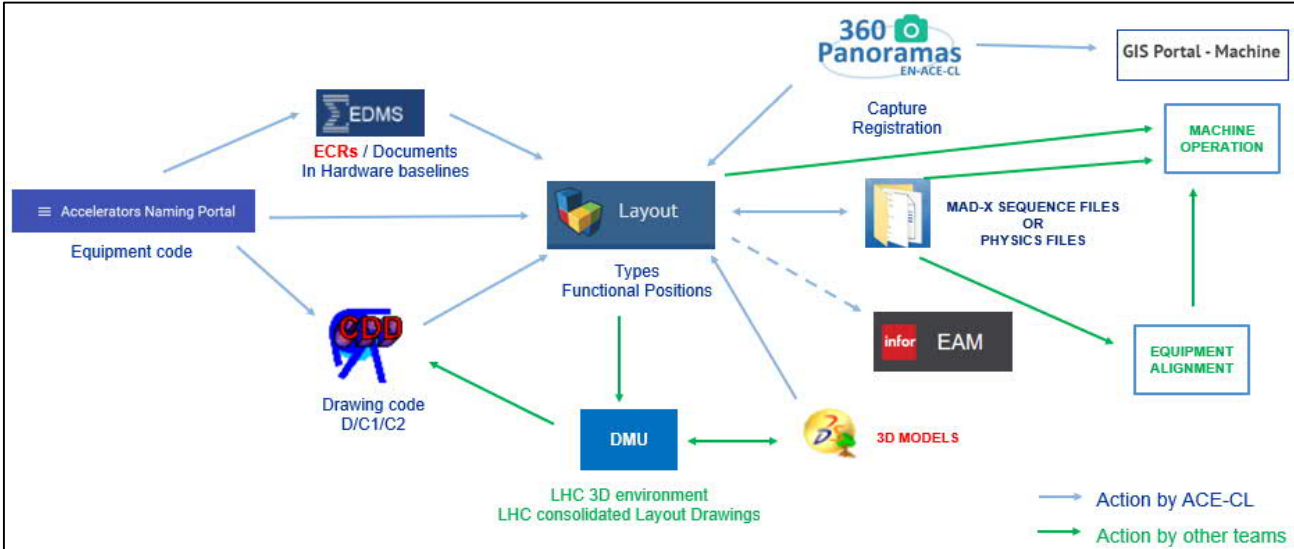 360
Panoramas
EN-ACE-CL
GIS Portal - Machine
EDMS
ECRs / Documents
In Hardware baselines
Capture
Registration
MACHINE
OPERATION
Accelerators Naming Portal
Equipment code
Layout
Types
Functional Positions
MAD-X SEQUENCE FILES
OR
PHYSICS FILES
CDD
Drawing code
D/C1/C2
infor EAM
EQUIPMENT
ALIGNMENT
DMU
3D MODELS
LHC 3D environment
LHC consolidated Layout Drawings
Action by ACE-CL
Action by other teams